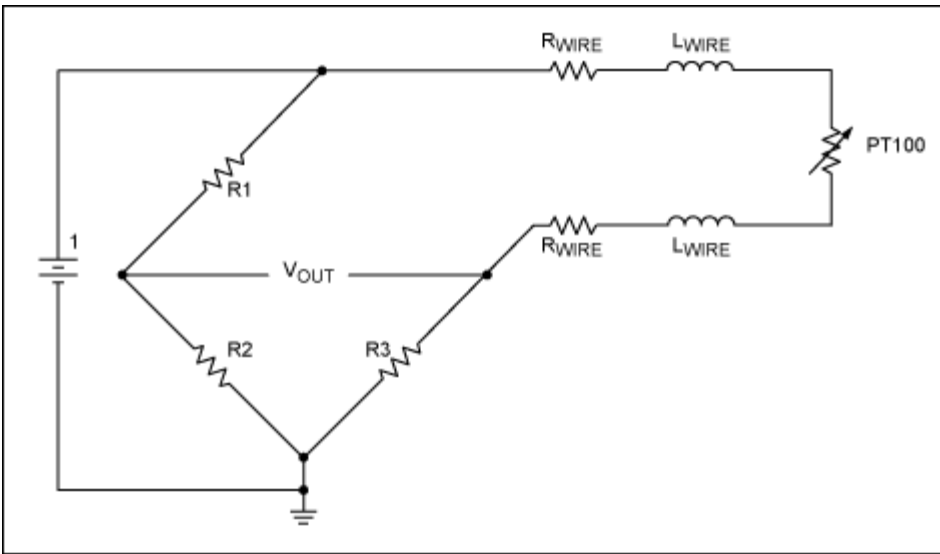 RWIRE LWIRE
PT100
R1
RWIRE LWIRE
1
VOUT
R2 R3